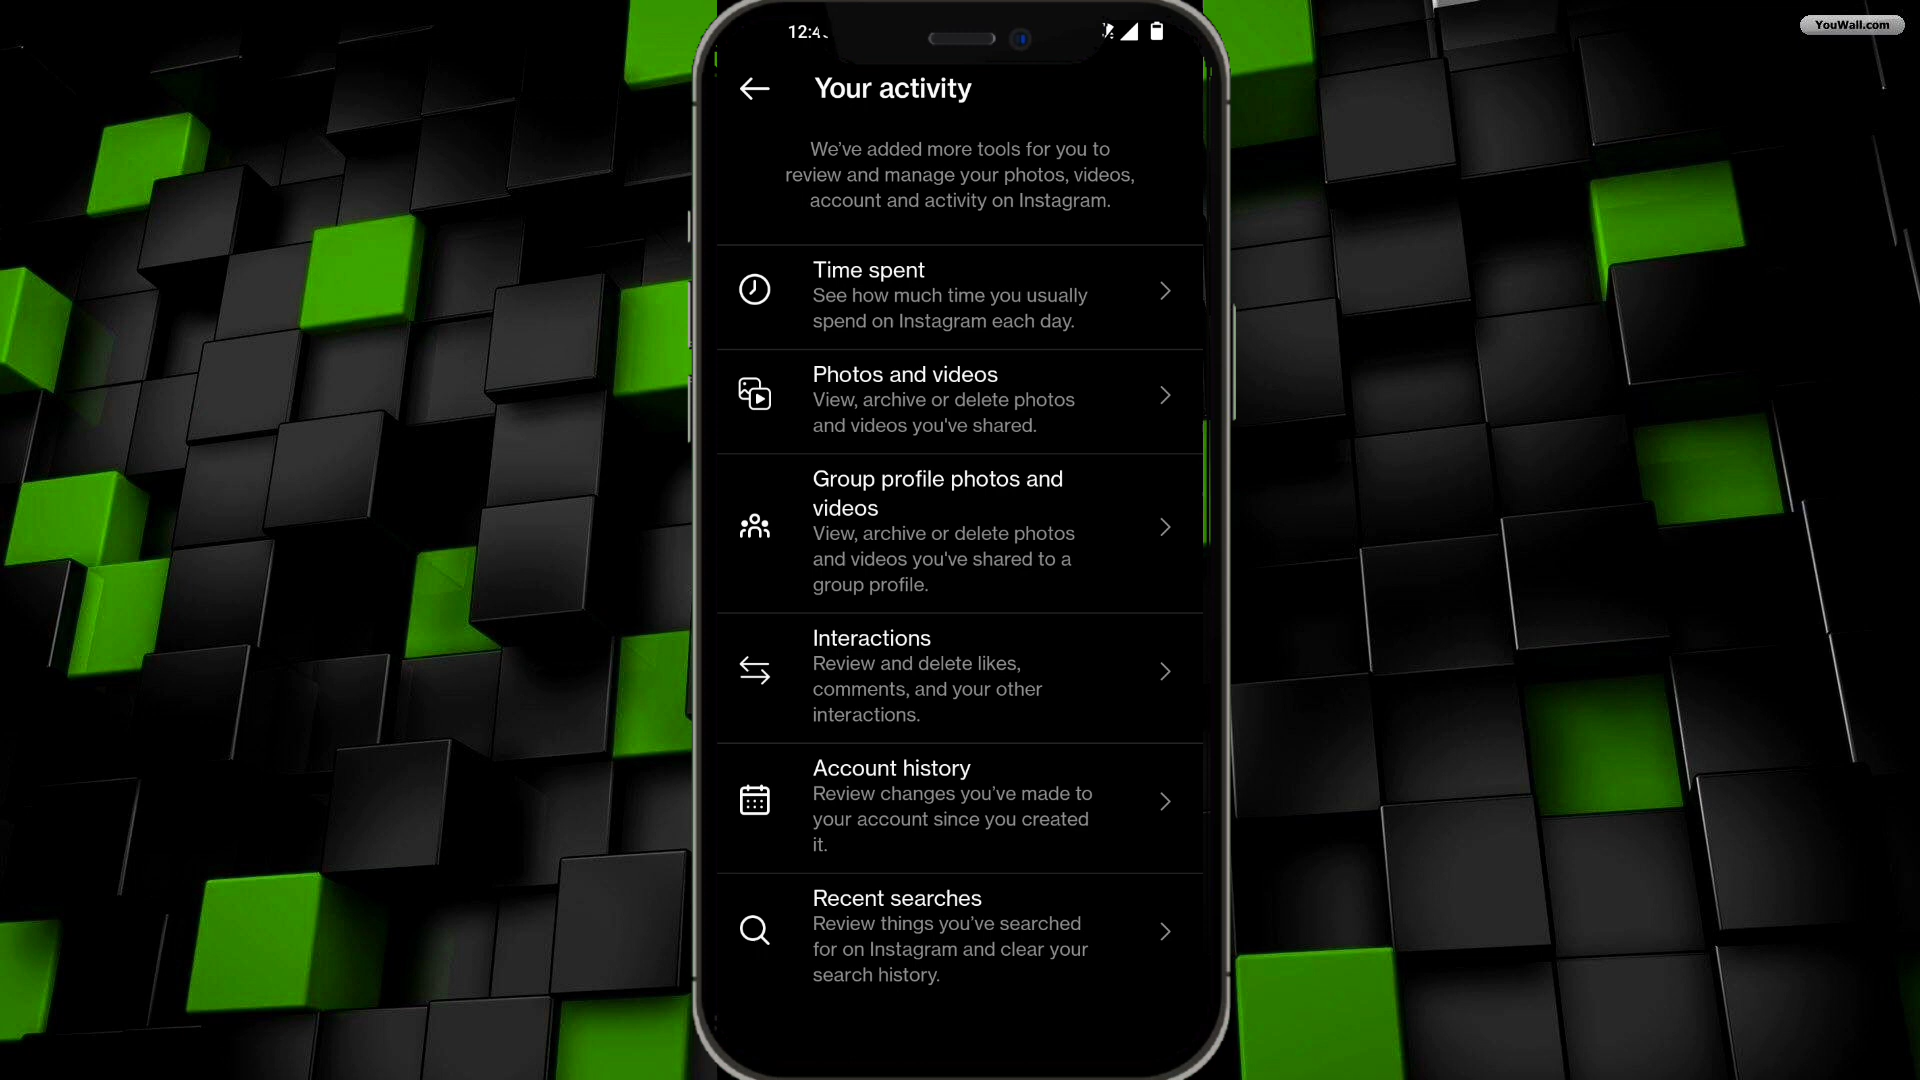 YouWall.com
Your activity
We've added more tools for you to
review and manage your photos, videos,
account and activity on Instagram.
Time spent
See how much time you usually
spend on Instagram each day.
Photos and videos
View, archive or delete photos
and videos you've shared.
Group profile photos and
videos
View, archive or delete photos
and videos you've shared to a
group profile.
Interactions
Review and delete likes,
comments, and your other
interactions.
Account history
Review changes you've made to
your account since you created
it.
Recent searches
Review things you've searched
for on Instagram and clear your
search history.